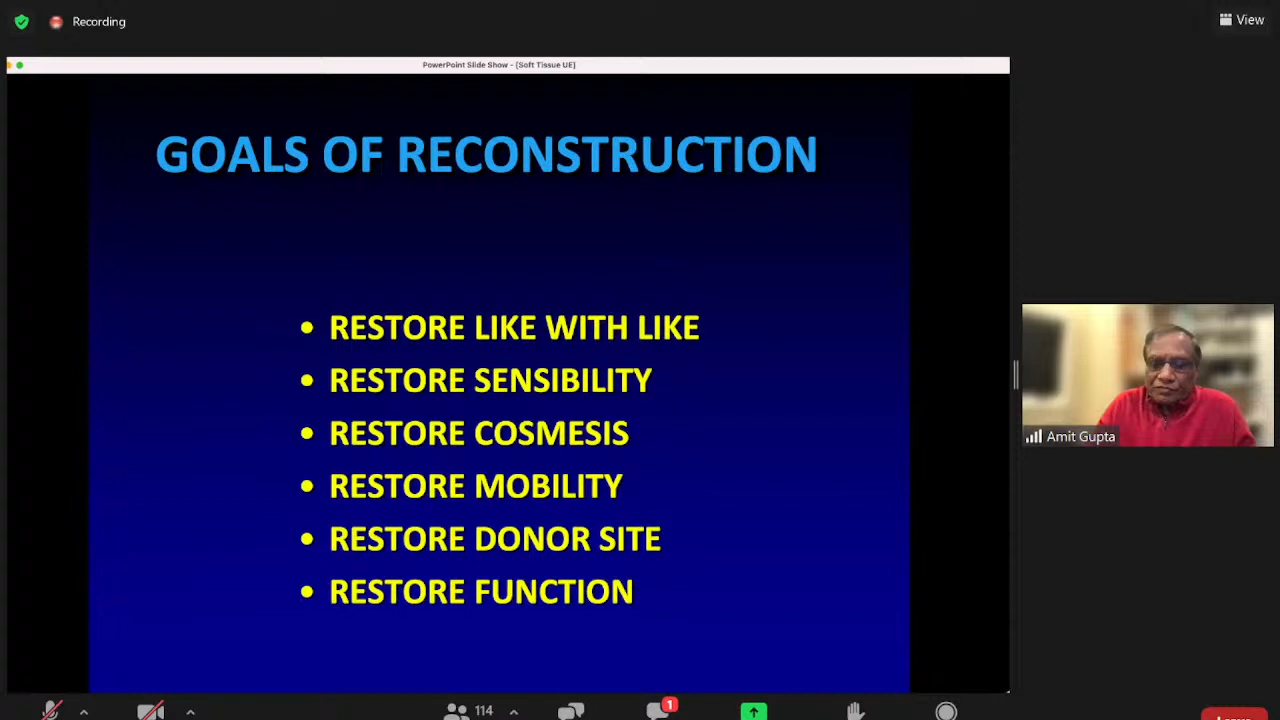 Recording
View
PowerPoint Slide Show - [Soft Tissue UE]
GOALS OF RECONSTRUCTION
• RESTORE LIKE WITH LIKE
• RESTORE SENSIBILITY
• RESTORE COSMESIS
• RESTORE MOBILITY
• RESTORE DONOR SITE
• RESTORE FUNCTION
Amit Gupta
114
1
Leave